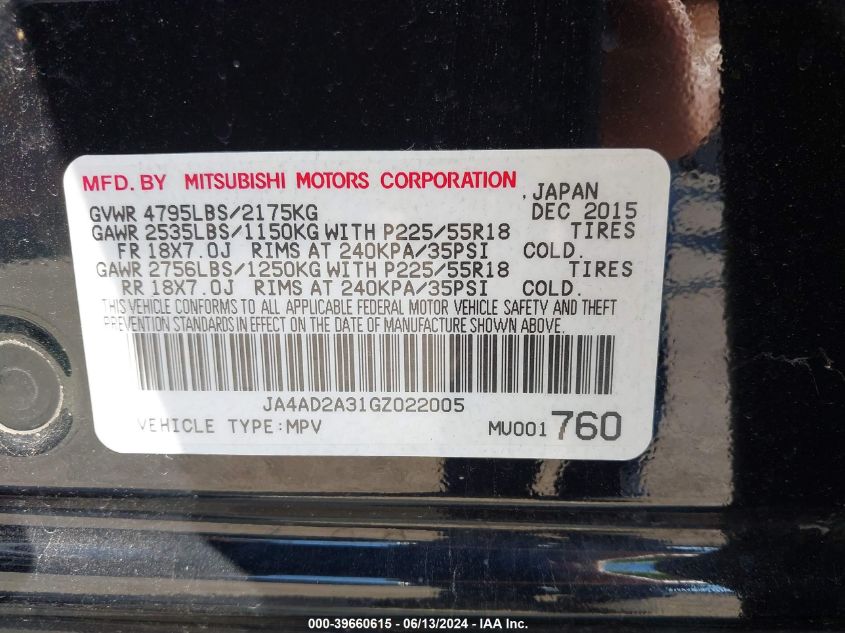 MFD. BY MITSUBISHI MOTORS CORPORATION , JAPAN
GVWR 4795LBS/2175KG DEC 2015
GAWR 2535LBS/1150KG WITH P225/55R18 TIRES
FR 18X7.0J RIMS AT 240KPA/35PSI COLD.
GAWR 2756LBS/1250KG WITH P225/55R18 TIRES
RR 18X7.0J RIMS AT 240KPA/35PSI COLD.
THIS VEHICLE CONFORMS TO ALL APPLICABLE FEDERAL MOTOR VEHICLE SAFETY AND THEFT
PREVENTION STANDARDS IN EFFECT ON THE DATE OF MANUFACTURE SHOWN ABOVE.
JA4AD2A31GZ022005
VEHICLE TYPE:MPV MU001760
000-39660615 - 06/13/2024 - IAA Inc.